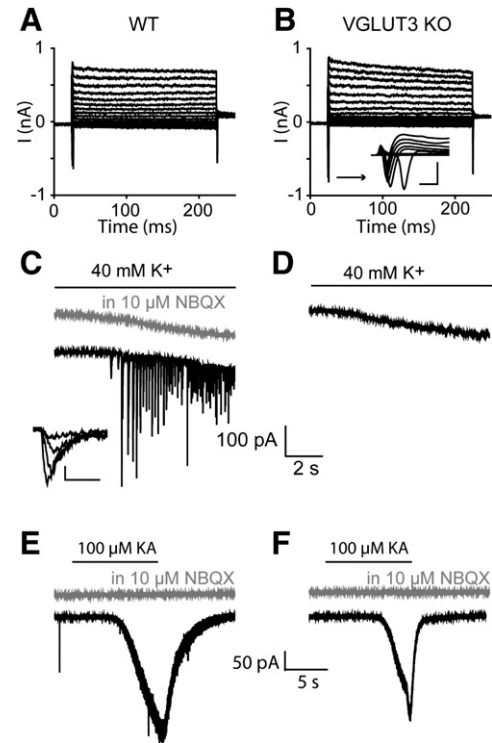 A
WT
B
VGLUT3 KO
1
0
-1
I (nA)
0
100
200
Time (ms)
1
0
-1
I (nA)
0
100
200
Time (ms)
C
40 mM K+
in 10 µM NBQX
D
40 mM K+
100 pA
2 s
E
100 µM KA
in 10 µM NBQX
F
100 µM KA
in 10 µM NBQX
50 pA
5 s